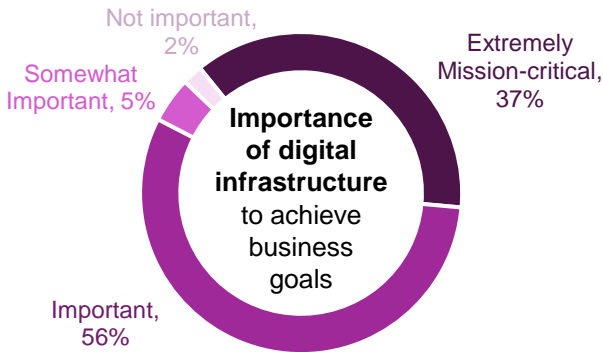 Not important,
2%
Somewhat
Important, 5%
Extremely
Mission-critical,
37%
Importance
of digital
infrastructure
to achieve
business
goals
Important,
56%